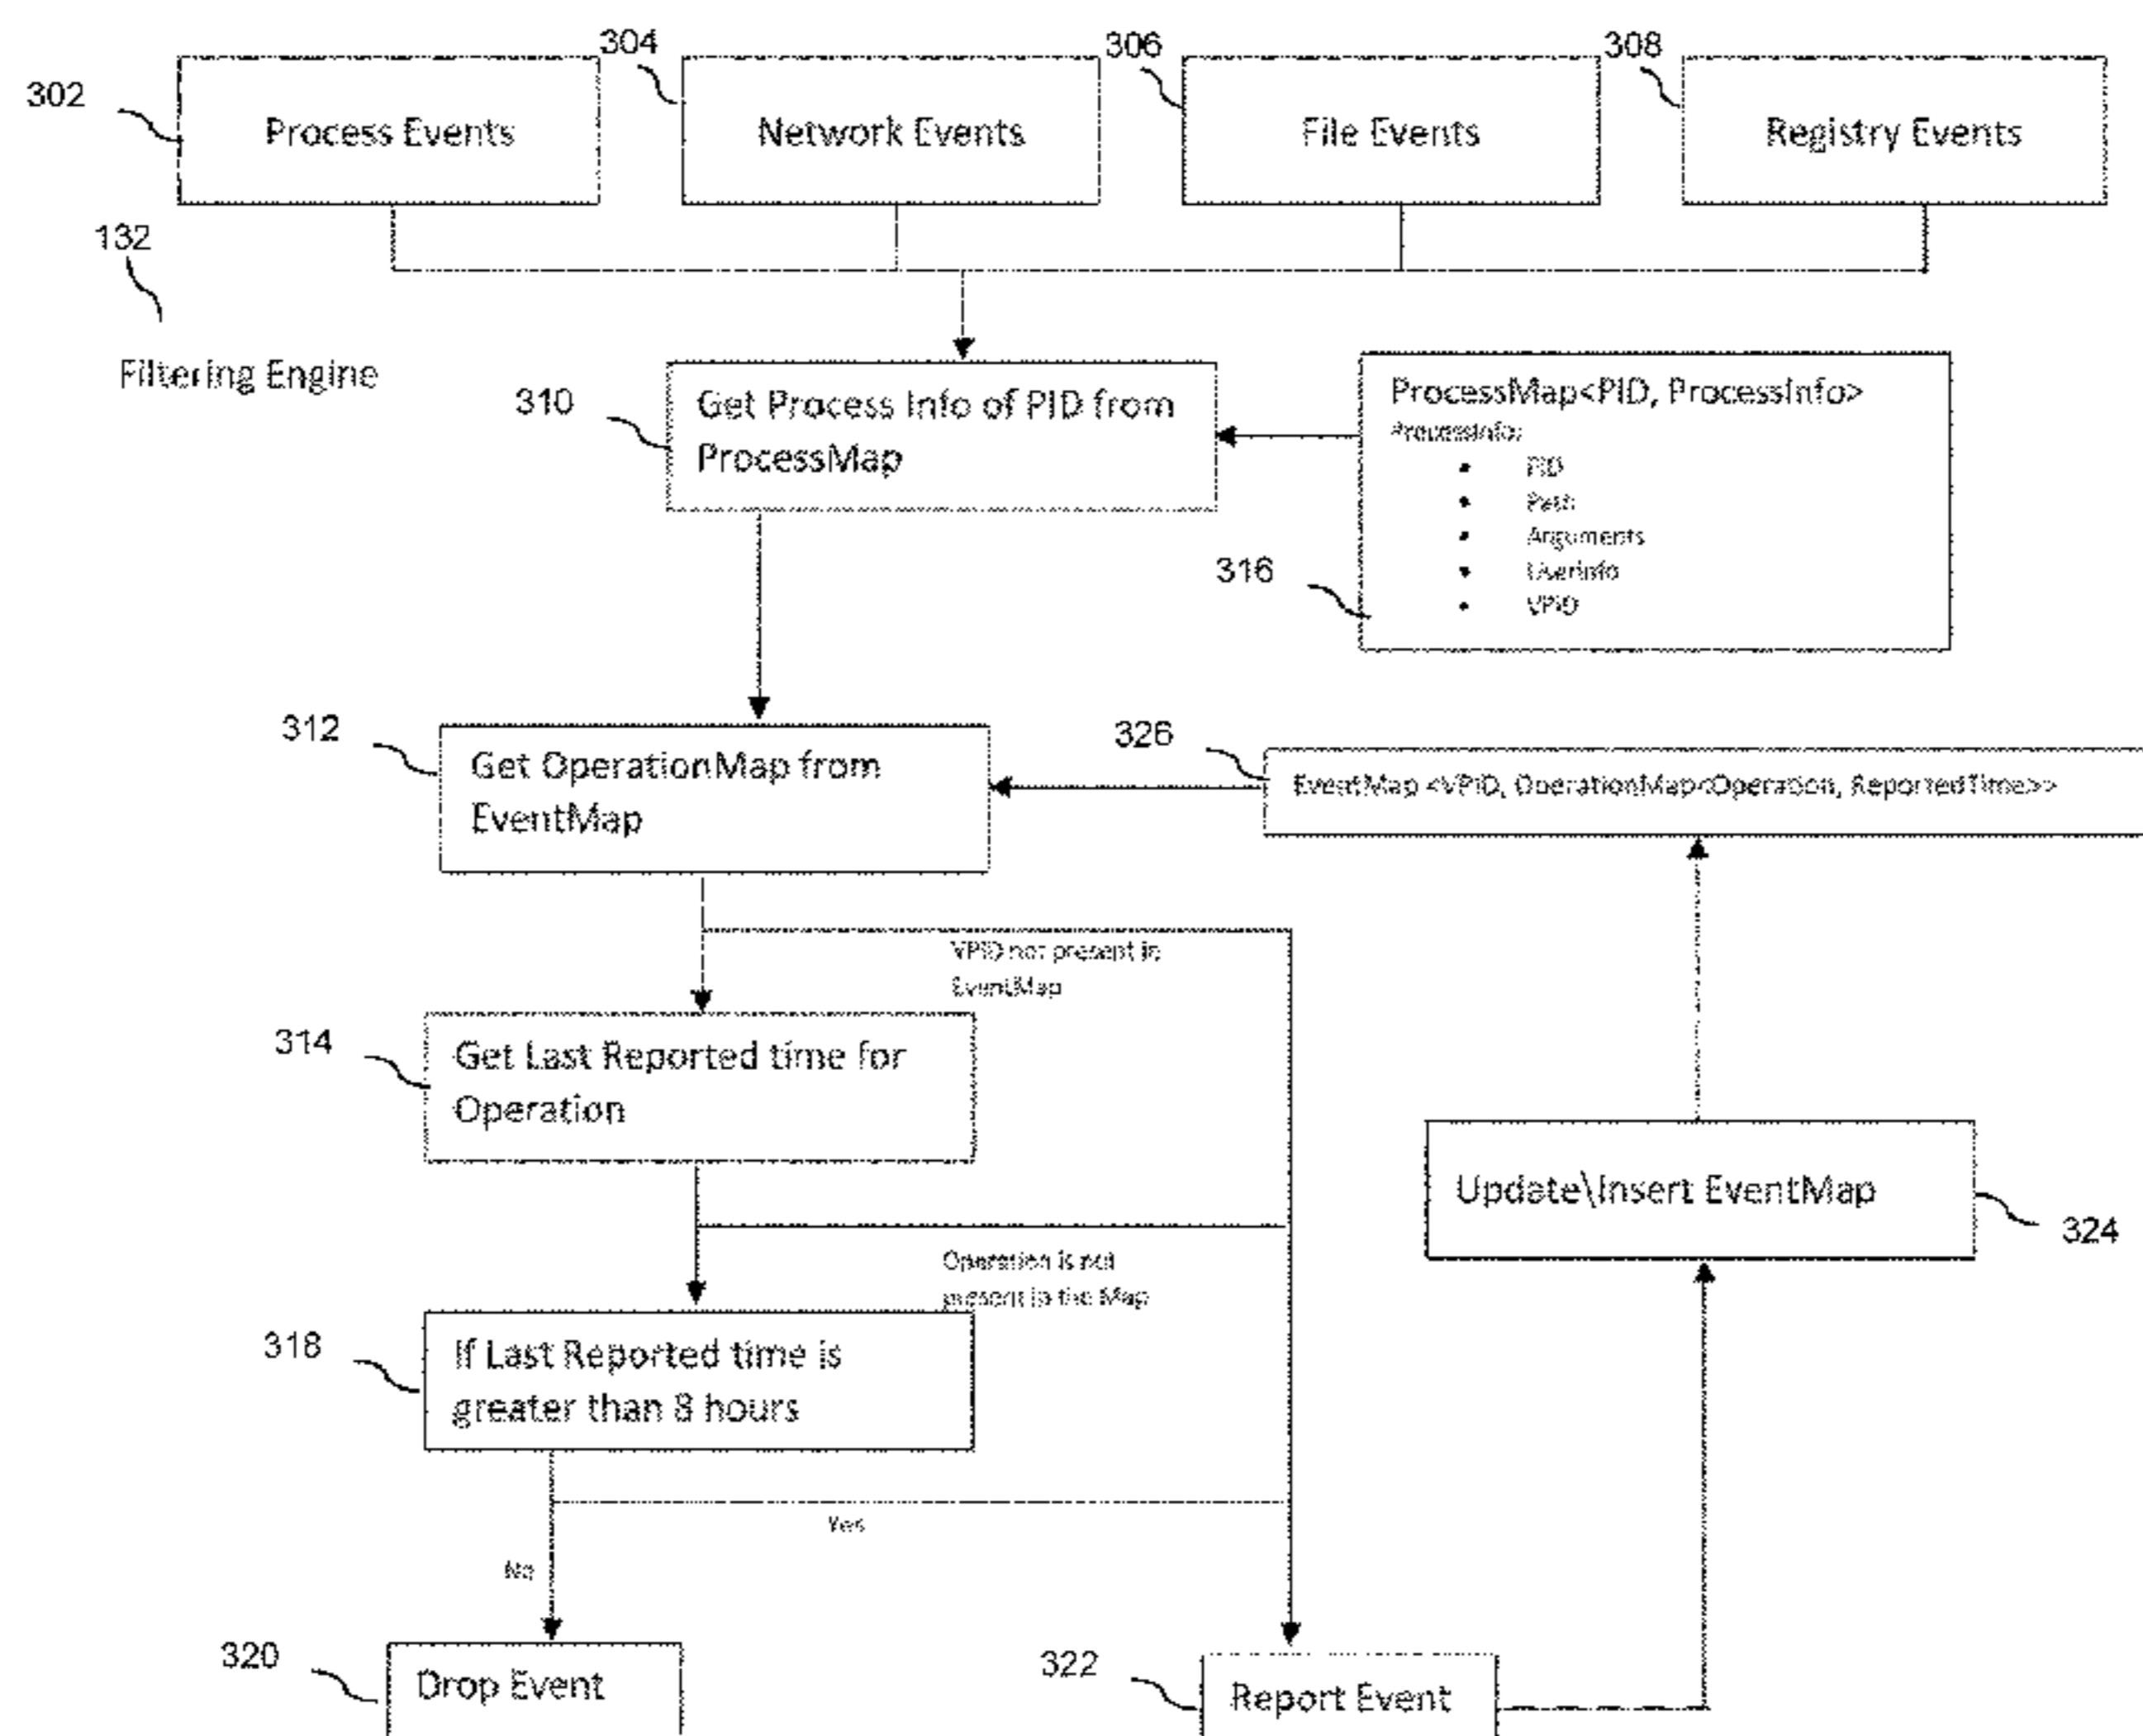 304
306
308
302
Process Events
Network Events
File Events
Registry Events
132
Filtering Engine
310
Get Process Info of PID from
ProcessMap
ProcessMap<PID, ProcessInfo>
ProcessInfo:
• PID
• Path
• Arguments
• UserInfo
• VPID
316
312
Get OperationMap from
EventMap
326
EventMap <VPID, OperationMap<Operation, ReportedTime>>
VPID not present in
EventMap
314
Get Last Reported time for
Operation
Update\Insert EventMap
324
Operation is not
present in the Map
318
If Last Reported time is
greater than 8 hours
Yes
No
320
Drop Event
322
Report Event